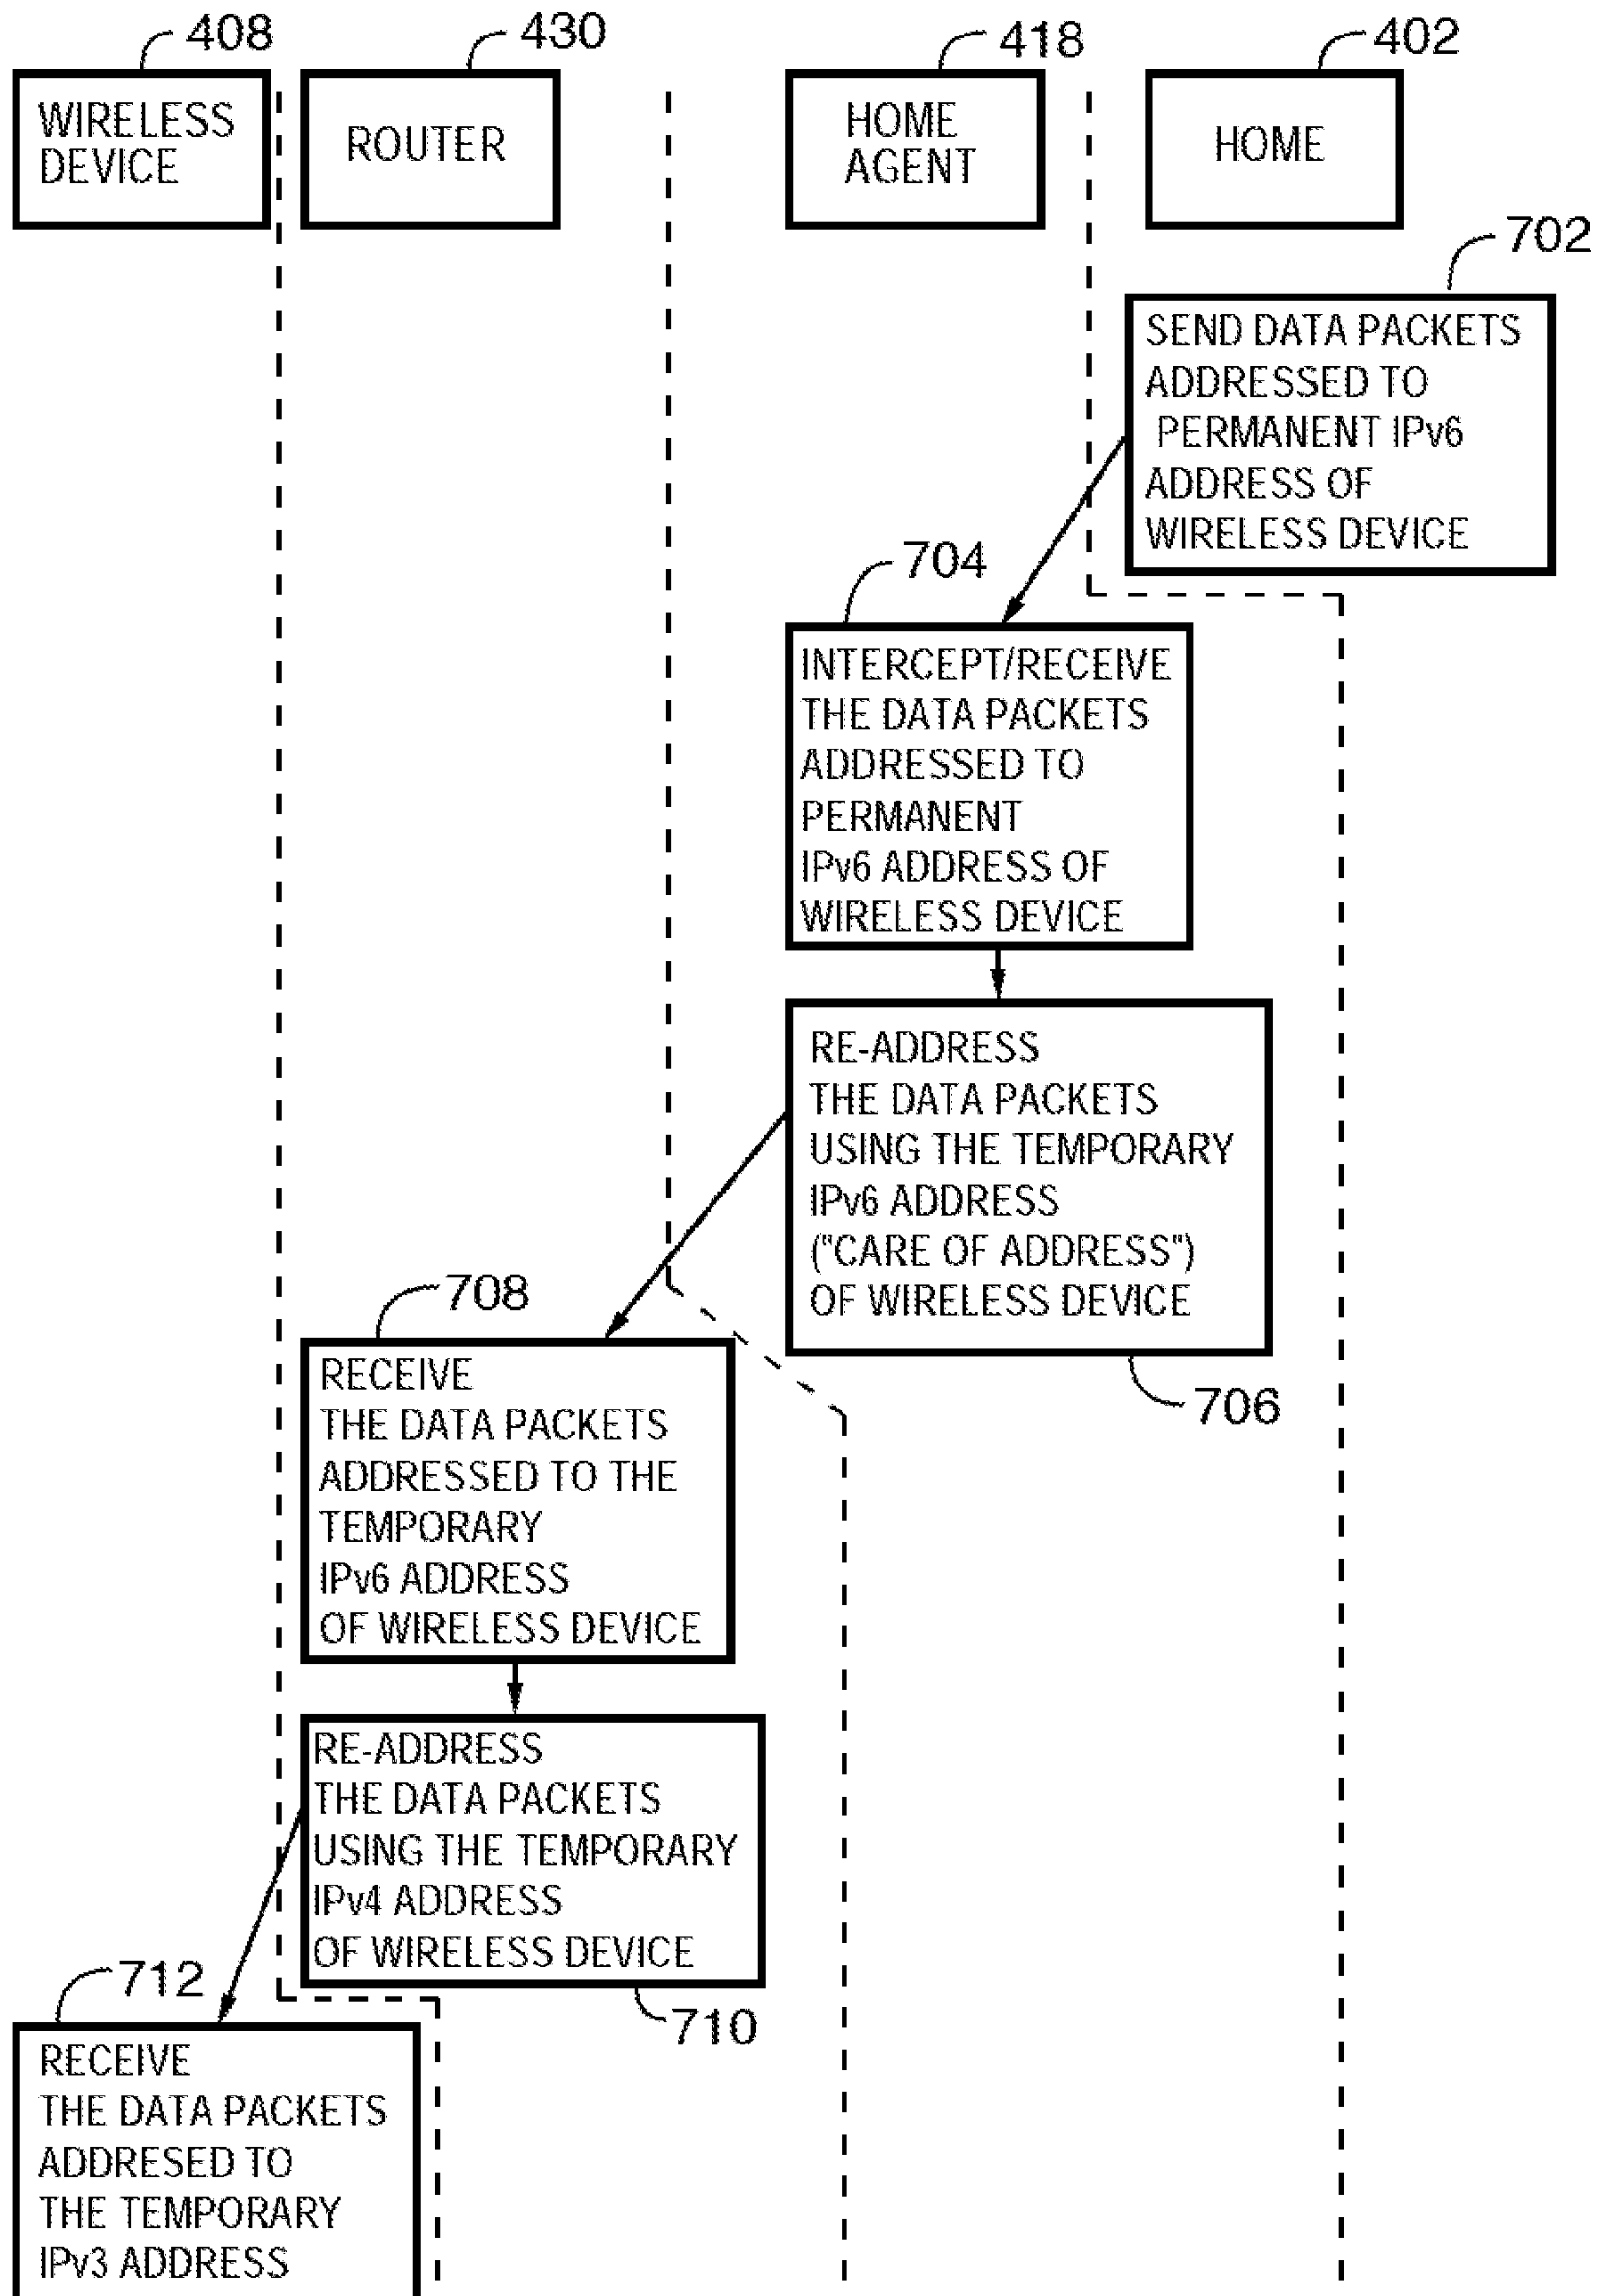 408
430
418
402
WIRELESS
DEVICE
ROUTER
HOME
AGENT
HOME
702
SEND DATA PACKETS
ADDRESSED TO
PERMANENT IPv6
ADDRESS OF
WIRELESS DEVICE
704
INTERCEPT/RECEIVE
THE DATA PACKETS
ADDRESSED TO
PERMANENT
IPv6 ADDRESS OF
WIRELESS DEVICE
RE-ADDRESS
THE DATA PACKETS
USING THE TEMPORARY
IPv6 ADDRESS
("CARE OF ADDRESS")
OF WIRELESS DEVICE
706
708
RECEIVE
THE DATA PACKETS
ADDRESSED TO THE
TEMPORARY
IPv6 ADDRESS
OF WIRELESS DEVICE
RE-ADDRESS
THE DATA PACKETS
USING THE TEMPORARY
IPv4 ADDRESS
OF WIRELESS DEVICE
710
712
RECEIVE
THE DATA PACKETS
ADDRESED TO
THE TEMPORARY
IPv3 ADDRESS